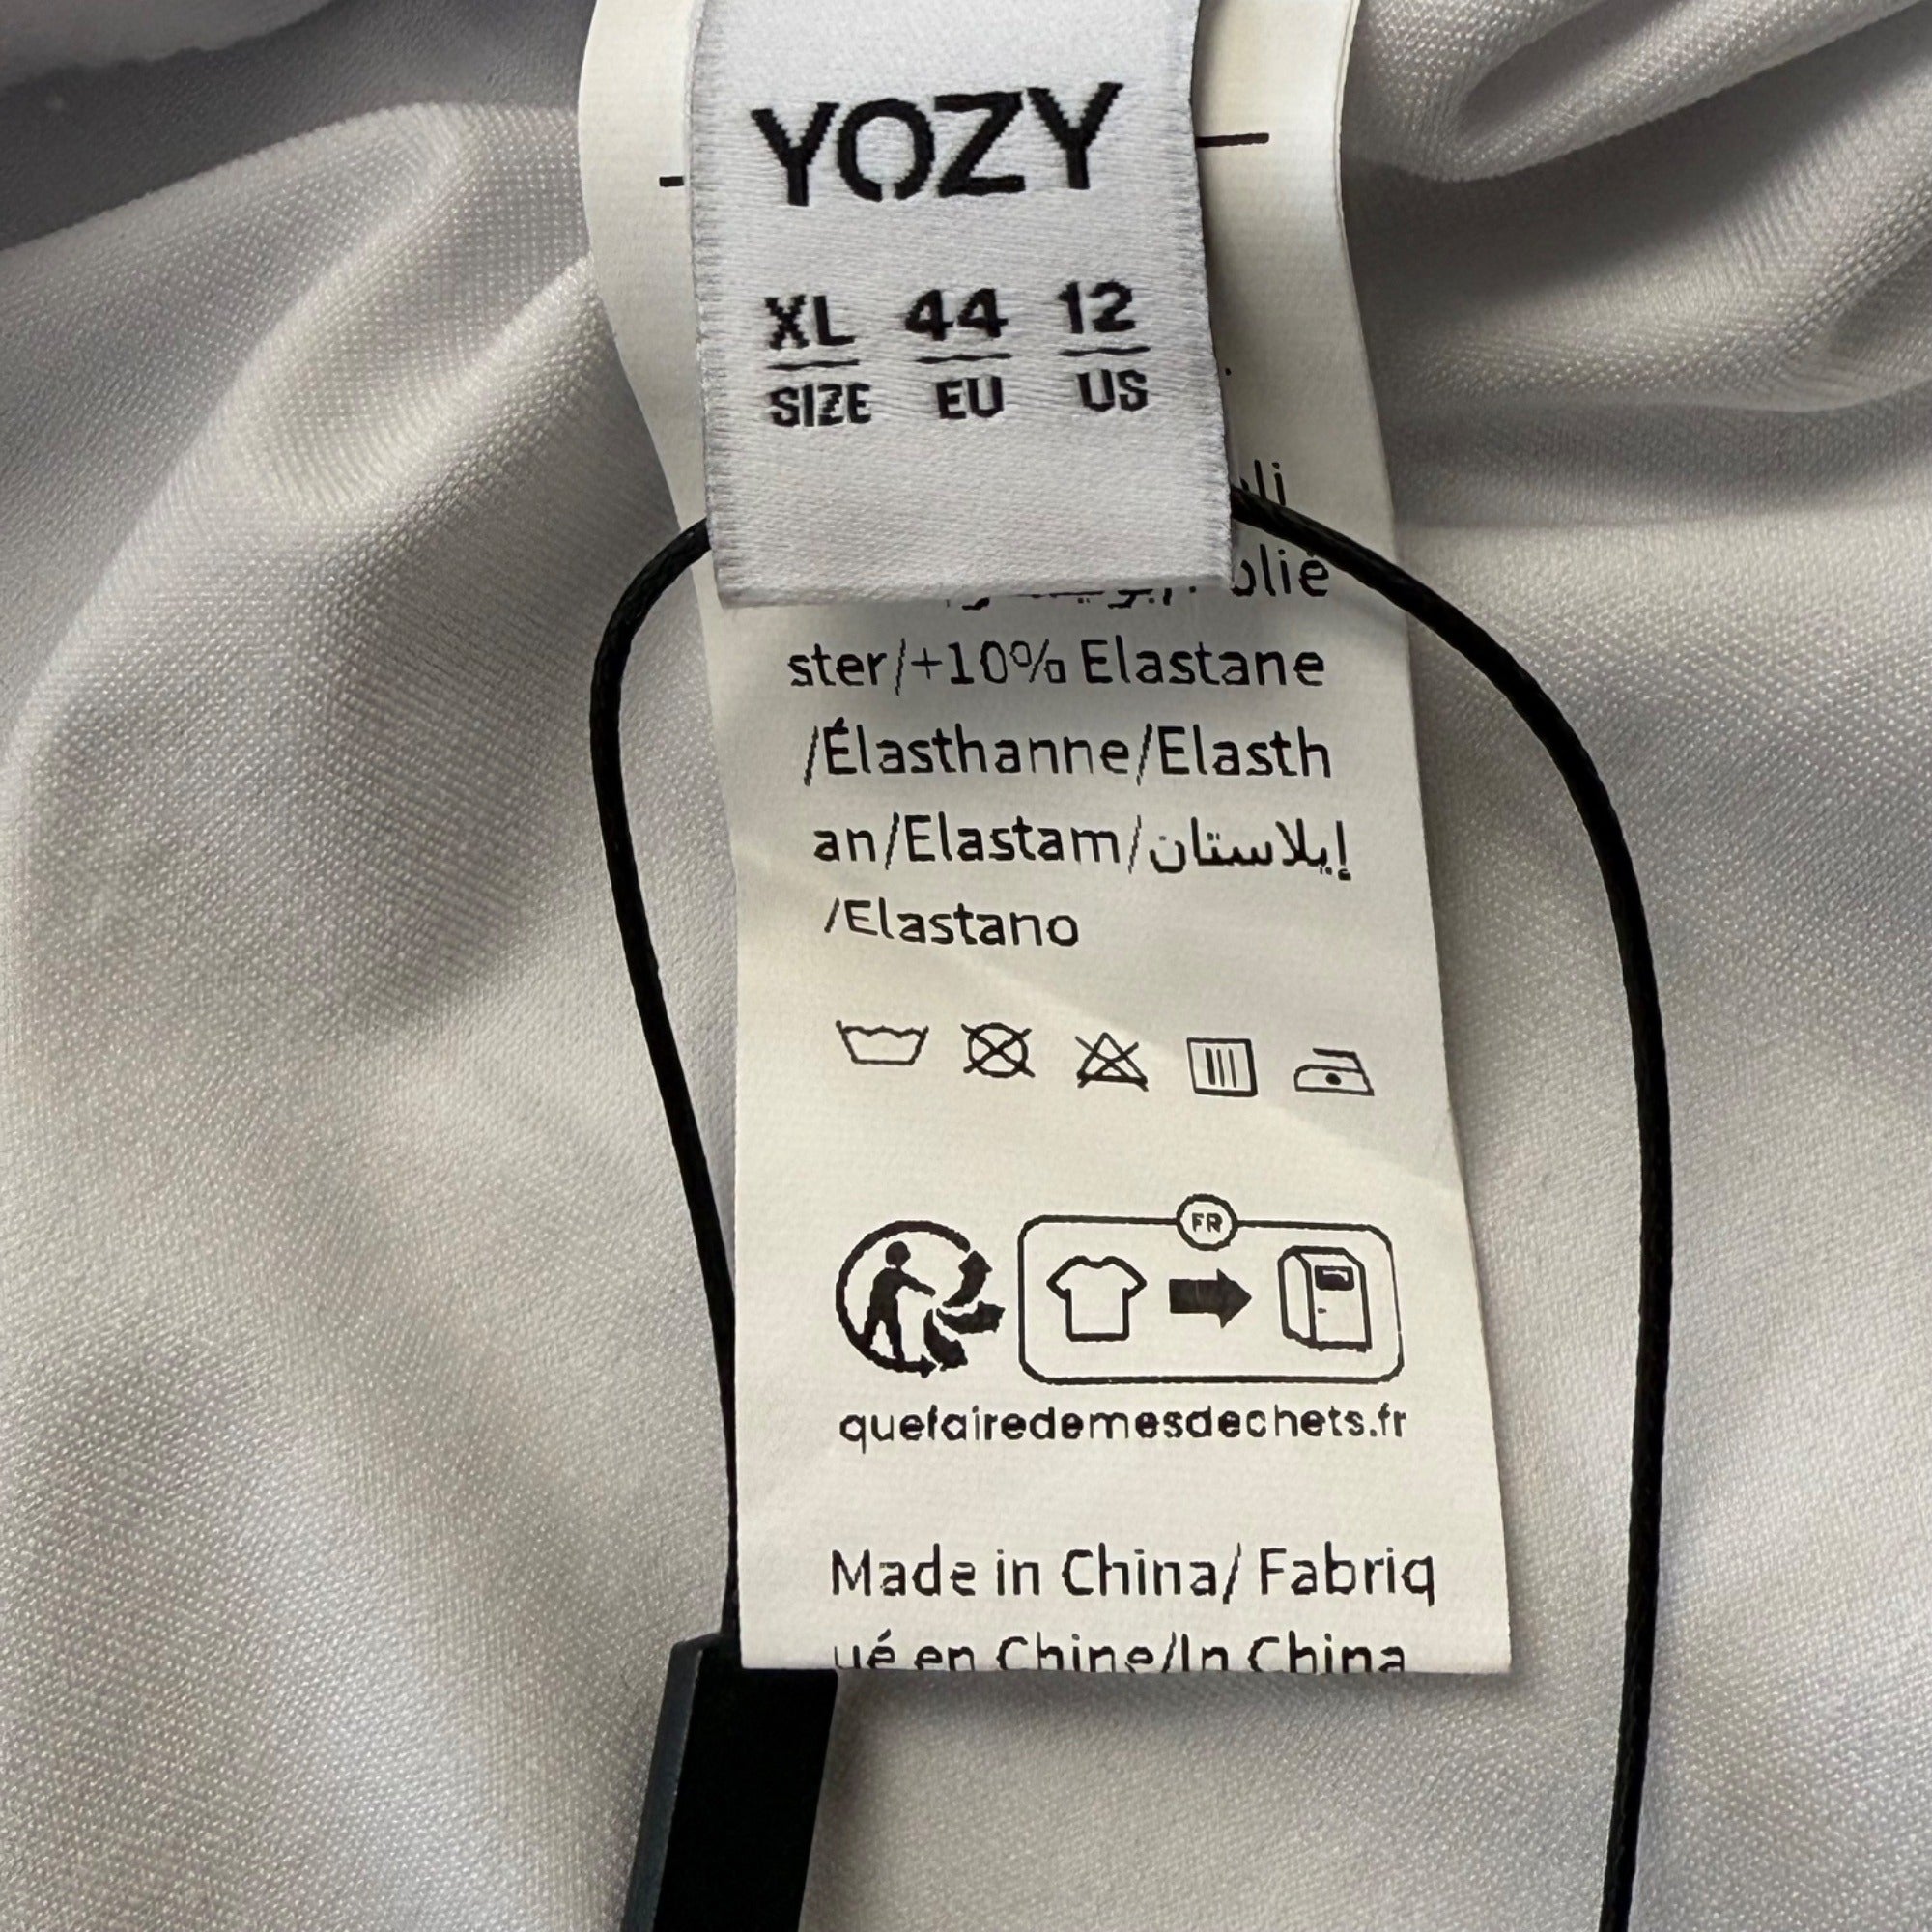 YOZY
XL 44 12
SIZE EU US
ster/+10% Elastane
/Élasthanne/Elasth
an/Elastam/إيلاستان
/Elastano
FR
quefairedemesdechets.fr
Made in China/ Fabriq
ué en Chine/In China